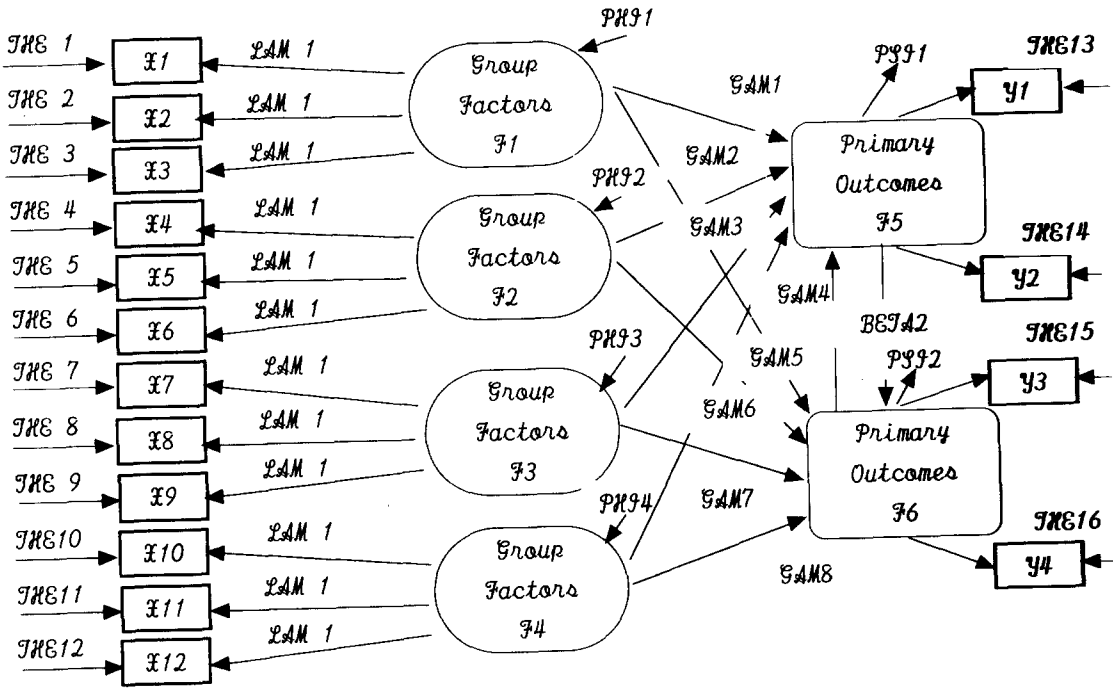 THE 1
X1
LAM 1
THE 2
X2
LAM 1
THE 3
X3
LAM 1
THE 4
X4
LAM 1
THE 5
X5
LAM 1
THE 6
X6
LAM 1
THE 7
X7
LAM 1
THE 8
X8
LAM 1
THE 9
X9
LAM 1
THE10
X10
LAM 1
THE11
X11
LAM 1
THE12
X12
LAM 1
PHI1
Group
Factors
F1
PHI2
Group
Factors
F2
PHI3
Group
Factors
F3
PHI4
Group
Factors
F4
GAM1
GAM2
GAM3
GAM4
GAM5
GAM6
GAM7
GAM8
PSI1
Primary
Outcomes
F5
BETA2
PSI2
Primary
Outcomes
F6
THE13
Y1
THE14
Y2
THE15
Y3
THE16
Y4